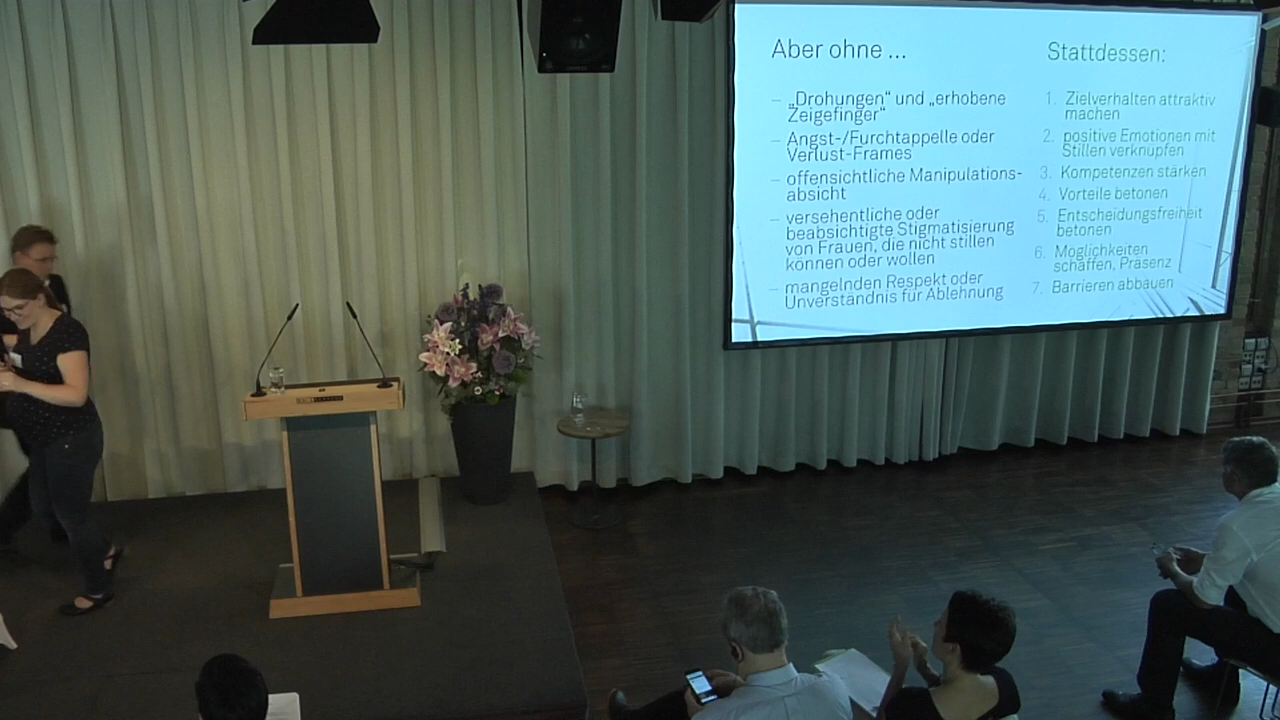 Aber ohne ...
– „Drohungen“ und „erhobene
Zeigefinger“
– Angst-/Furchtappelle oder
Verlust-Frames
– offensichtliche Manipulations-
absicht
– versehentliche oder
beabsichtigte Stigmatisierung
von Frauen, die nicht stillen
können oder wollen
– mangelnden Respekt oder
Unverständnis für Ablehnung
Stattdessen:
1. Zielverhalten attraktiv
machen
2. positive Emotionen mit
Stillen verknüpfen
3. Kompetenzen stärken
4. Vorteile betonen
5. Entscheidungsfreiheit
betonen
6. Möglichkeiten
schaffen, Präsenz
7. Barrieren abbauen